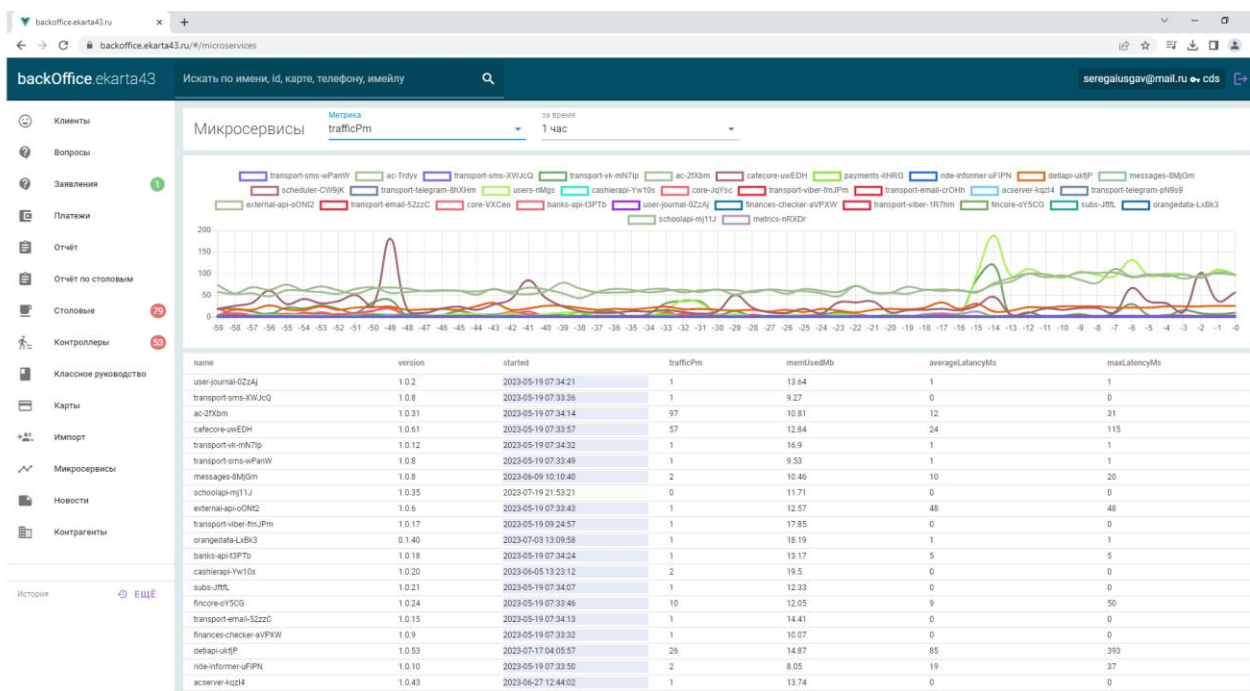 backoffice.ekarta43.ru
backoffice.ekarta43.ru/#/microservices
backOffice.ekarta43
Искать по имени, id, карте, телефону, имейлу
seregaiusgav@mail.ru cds
Клиенты
Вопросы
Заявления 1
Платежи
Отчёт
Отчёт по столовым
Столовые 79
Контроллеры 53
Классное руководство
Карты
Импорт
Микросервисы
Новости
Контрагенты
История ЕЩЁ
Микросервисы
Метрика
trafficPm
за время
1 час
transport-sms-wPanW ac-Trdyv transport-sms-XWJcQ transport-vk-mN7lp ac-2fXbm cafecore-uwEDH payments-iIHRG ride-informer-uFIPN detiapi-ukfjP messages-8MjGm
scheduler-CW9jK transport-telegram-8hXHm users-riMgs cashierapi-Yw10s core-JqYsc transport-viber-fmJPm transport-email-crOHh acserver-kqzI4 transport-telegram-pN9s9
external-api-oONt2 transport-email-52zzC core-VXCeo banks-api-t3PTb user-journal-0ZzAj finances-checker-aVPXW transport-viber-1R7hm fincore-oY5CG subs-JftfL orangedata-LxBk3
schoolapi-mj11J metrics-nRXDr
200
150
100
50
0
-59 -58 -57 -56 -55 -54 -53 -52 -51 -50 -49 -48 -47 -46 -45 -44 -43 -42 -41 -40 -39 -38 -37 -36 -35 -34 -33 -32 -31 -30 -29 -28 -27 -26 -25 -24 -23 -22 -21 -20 -19 -18 -17 -16 -15 -14 -13 -12 -11 -10 -9 -8 -7 -6 -5 -4 -3 -2 -1 -0
name version started trafficPm memUsedMb averageLatancyMs maxLatencyMs
user-journal-0ZzAj 1.0.2 2023-05-19 07:34:21 1 13.64 1 1
transport-sms-XWJcQ 1.0.8 2023-05-19 07:33:36 1 9.27 0 0
ac-2fXbm 1.0.31 2023-05-19 07:34:14 97 10.81 12 31
cafecore-uwEDH 1.0.61 2023-05-19 07:33:57 57 12.84 24 115
transport-vk-mN7lp 1.0.12 2023-05-19 07:34:32 1 16.9 1 1
transport-sms-wPanW 1.0.8 2023-05-19 07:33:49 1 9.53 1 1
messages-8MjGm 1.0.8 2023-06-09 10:10:40 2 10.46 10 20
schoolapi-mj11J 1.0.35 2023-07-19 21:53:21 0 11.71 0 0
external-api-oONt2 1.0.6 2023-05-19 07:33:43 1 12.57 48 48
transport-viber-fmJPm 1.0.17 2023-05-19 09:24:57 1 17.85 0 0
orangedata-LxBk3 0.1.40 2023-07-03 13:09:58 1 18.19 1 1
banks-api-t3PTb 1.0.18 2023-05-19 07:34:24 1 13.17 5 5
cashierapi-Yw10s 1.0.20 2023-06-05 13:23:12 2 19.5 0 0
subs-JftfL 1.0.21 2023-05-19 07:34:07 1 12.33 0 0
fincore-oY5CG 1.0.24 2023-05-19 07:33:46 10 12.05 9 50
transport-email-52zzC 1.0.15 2023-05-19 07:34:13 1 14.41 0 0
finances-checker-aVPXW 1.0.9 2023-05-19 07:33:32 1 10.07 0 0
detiapi-ukfjP 1.0.53 2023-07-17 04:05:57 26 14.87 85 393
ride-informer-uFIPN 1.0.10 2023-05-19 07:33:50 2 8.05 19 37
acserver-kqzI4 1.0.43 2023-06-27 12:44:02 1 13.74 0 0